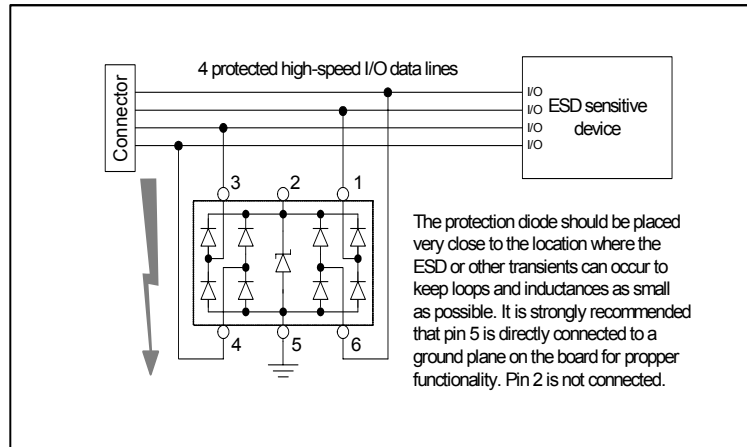 4 protected high-speed I/O data lines
Connector
I/O
I/O
I/O
I/O
ESD sensitive
device
3
2
1
4
5
6
The protection diode should be placed
very close to the location where the
ESD or other transients can occur to
keep loops and inductances as small
as possible. It is strongly recommended
that pin 5 is directly connected to a
ground plane on the board for propper
functionality. Pin 2 is not connected.